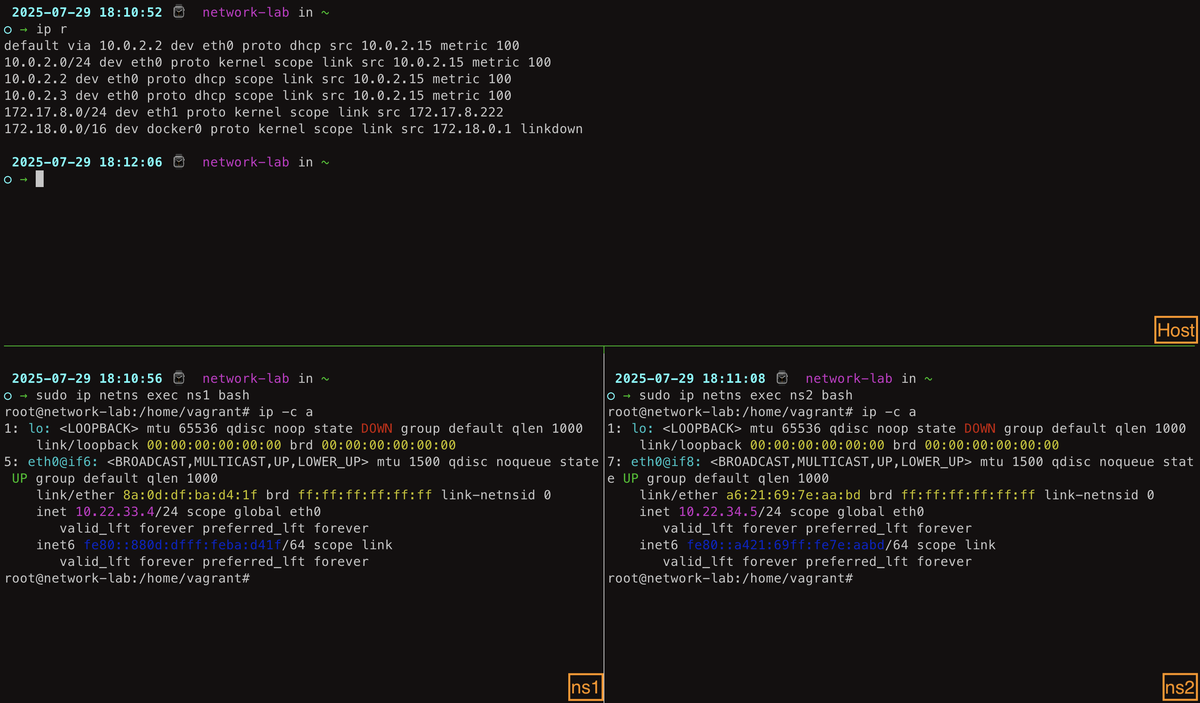 2025-07-29 18:10:52 network-lab in ~
○ → ip r
default via 10.0.2.2 dev eth0 proto dhcp src 10.0.2.15 metric 100
10.0.2.0/24 dev eth0 proto kernel scope link src 10.0.2.15 metric 100
10.0.2.2 dev eth0 proto dhcp scope link src 10.0.2.15 metric 100
10.0.2.3 dev eth0 proto dhcp scope link src 10.0.2.15 metric 100
172.17.8.0/24 dev eth1 proto kernel scope link src 172.17.8.222
172.18.0.0/16 dev docker0 proto kernel scope link src 172.18.0.1 linkdown
2025-07-29 18:12:06 network-lab in ~
○ →
Host
2025-07-29 18:10:56 network-lab in ~
○ → sudo ip netns exec ns1 bash
root@network-lab:/home/vagrant# ip -c a
1: lo: <LOOPBACK> mtu 65536 qdisc noop state DOWN group default qlen 1000
link/loopback 00:00:00:00:00:00 brd 00:00:00:00:00:00
5: eth0@if6: <BROADCAST,MULTICAST,UP,LOWER_UP> mtu 1500 qdisc noqueue state
UP group default qlen 1000
link/ether 8a:0d:df:ba:d4:1f brd ff:ff:ff:ff:ff:ff link-netnsid 0
inet 10.22.33.4/24 scope global eth0
valid_lft forever preferred_lft forever
inet6 fe80::880d:dfff:feba:d41f/64 scope link
valid_lft forever preferred_lft forever
root@network-lab:/home/vagrant#
ns1
2025-07-29 18:11:08 network-lab in ~
○ → sudo ip netns exec ns2 bash
root@network-lab:/home/vagrant# ip -c a
1: lo: <LOOPBACK> mtu 65536 qdisc noop state DOWN group default qlen 1000
link/loopback 00:00:00:00:00:00 brd 00:00:00:00:00:00
7: eth0@if8: <BROADCAST,MULTICAST,UP,LOWER_UP> mtu 1500 qdisc noqueue stat
e UP group default qlen 1000
link/ether a6:21:69:7e:aa:bd brd ff:ff:ff:ff:ff:ff link-netnsid 0
inet 10.22.34.5/24 scope global eth0
valid_lft forever preferred_lft forever
inet6 fe80::a421:69ff:fe7e:aabd/64 scope link
valid_lft forever preferred_lft forever
root@network-lab:/home/vagrant#
ns2